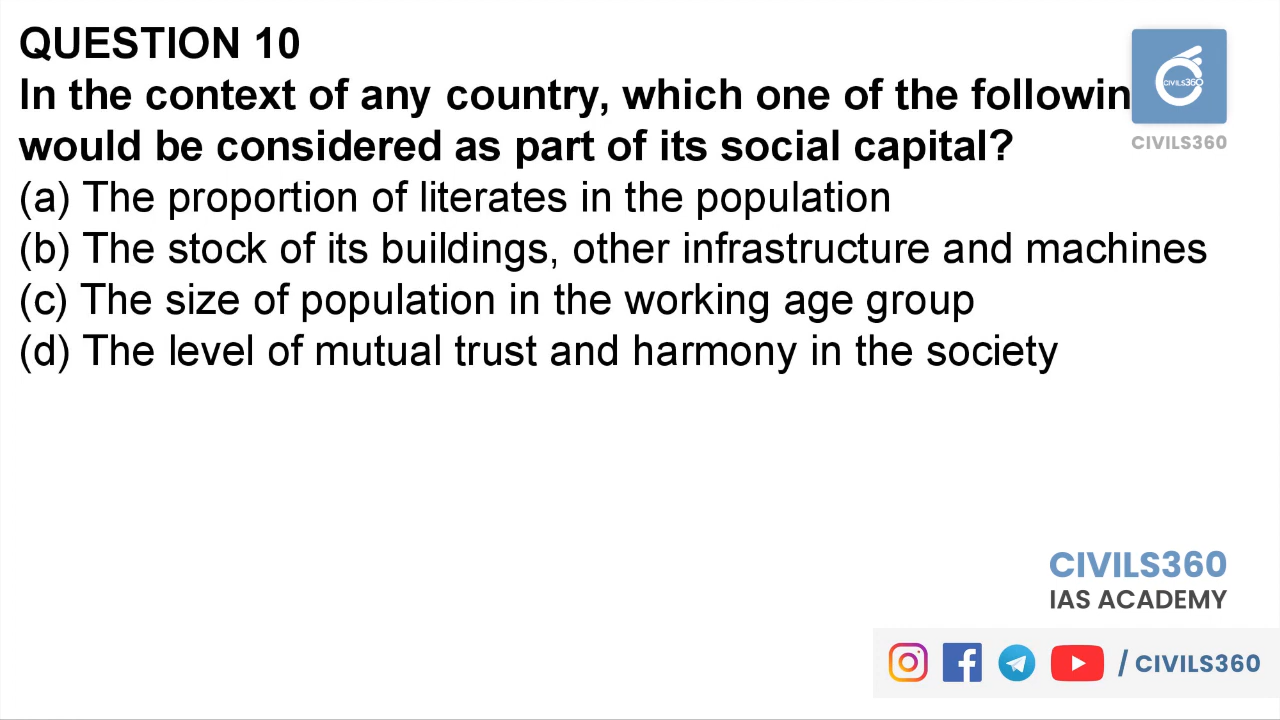 QUESTION 10
In the context of any country, which one of the followin
would be considered as part of its social capital?
(a) The proportion of literates in the population
(b) The stock of its buildings, other infrastructure and machines
(c) The size of population in the working age group
(d) The level of mutual trust and harmony in the society
CIVILS360
CIVILS360
CIVILS360
IAS ACADEMY
/ CIVILS360